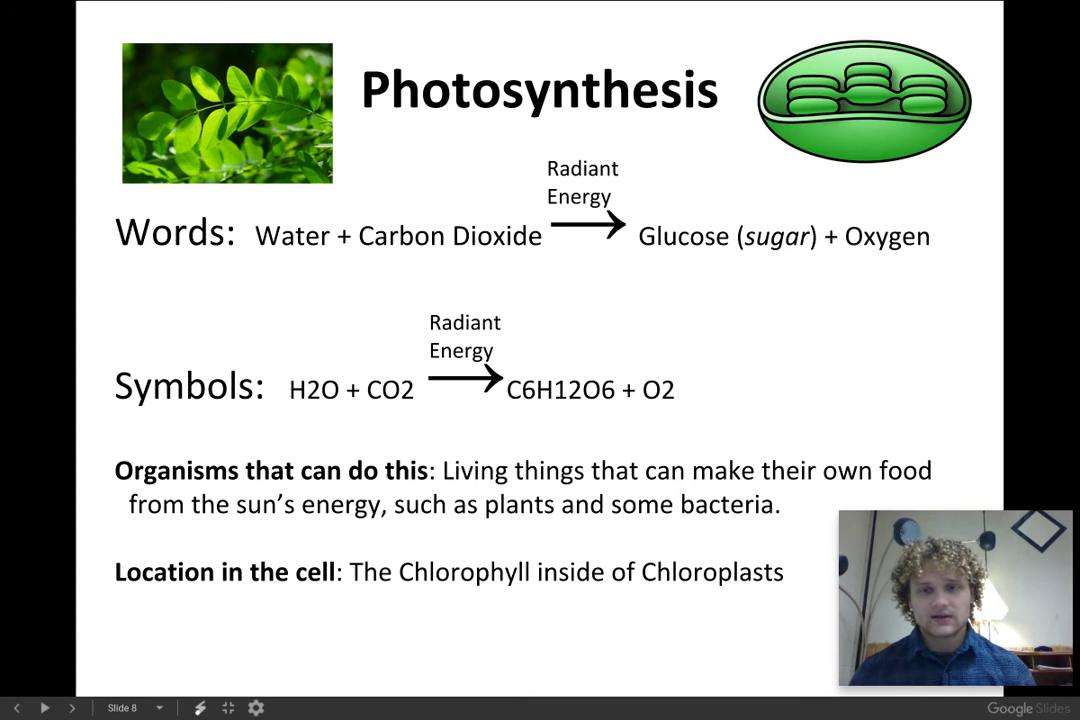 Photosynthesis
Radiant
Energy
Words: Water + Carbon Dioxide Glucose (sugar) + Oxygen
Radiant
Energy
Symbols: H2O + CO2 C6H12O6 + O2
Organisms that can do this: Living things that can make their own food
from the sun’s energy, such as plants and some bacteria.
Location in the cell: The Chlorophyll inside of Chloroplasts
Slide 8
Google Slides